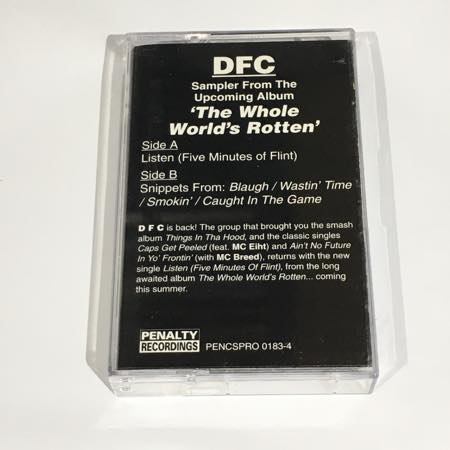 DFC
Sampler From The
Upcoming Album
'The Whole
World's Rotten'
Side A
Listen (Five Minutes of Flint)
Side B
Snippets From: Blaugh / Wastin' Time
/ Smokin' / Caught In The Game
D F C is back! The group that brought you the smash
album Things In Tha Hood, and the classic singles
Caps Get Peeled (feat. MC Eiht) and Ain't No Future
In Yo' Frontin' (with MC Breed), returns with the new
single Listen (Five Minutes Of Flint), from the long
awaited album The Whole World's Rotten... coming
this summer.
PENALTY
RECORDINGS
PENCSPRO 0183-4